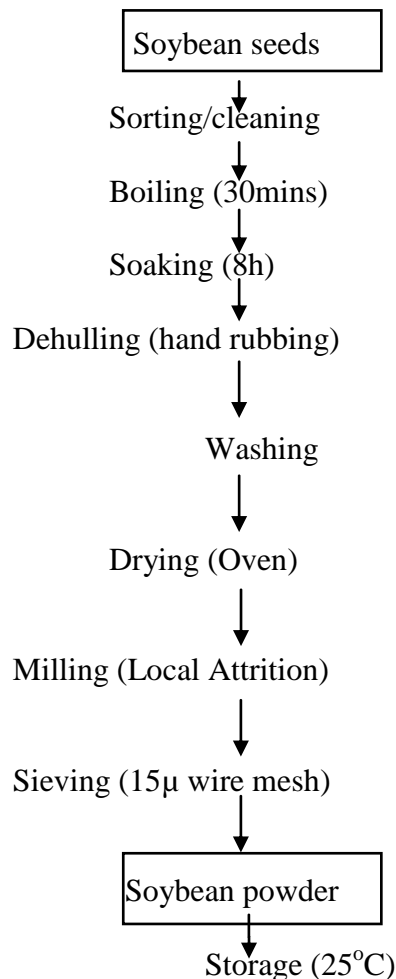 Soybean seeds
Sorting/cleaning
Boiling (30mins)
Soaking (8h)
Dehulling (hand rubbing)
Washing
Drying (Oven)
Milling (Local Attrition)
Sieving (15µ wire mesh)
Soybean powder
Storage (25°C)